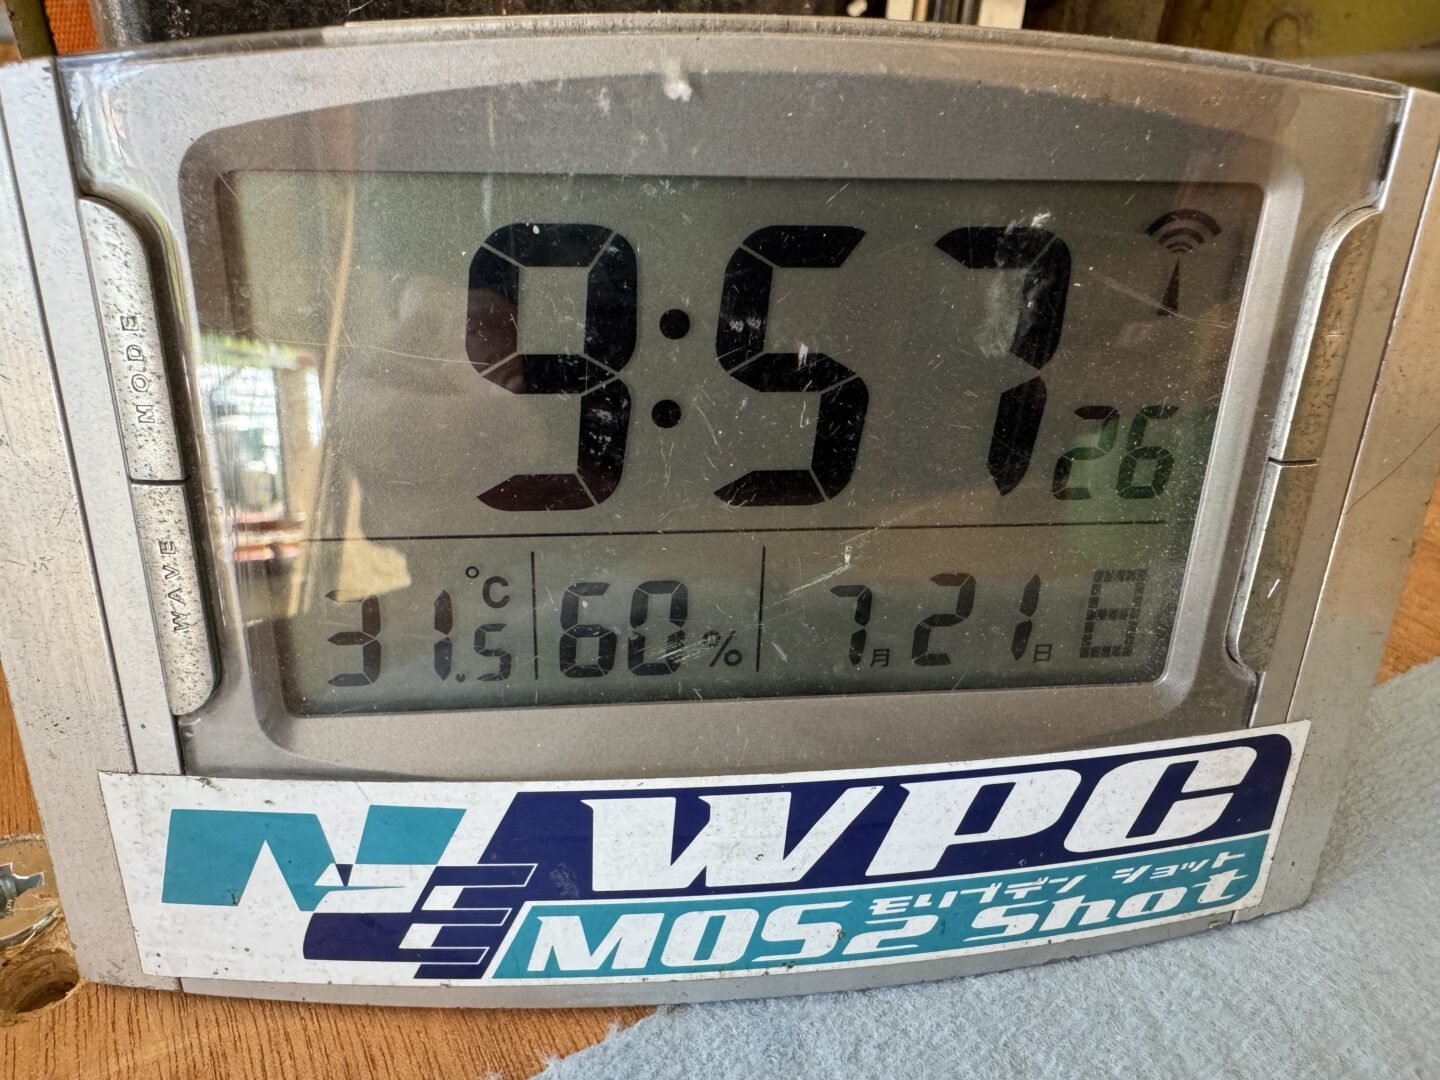 9:57 26
31.5 °C 60 % 7月21日 日
MODE
WAVE
NE WPC
モリブデン ショット
MOS2 Shot